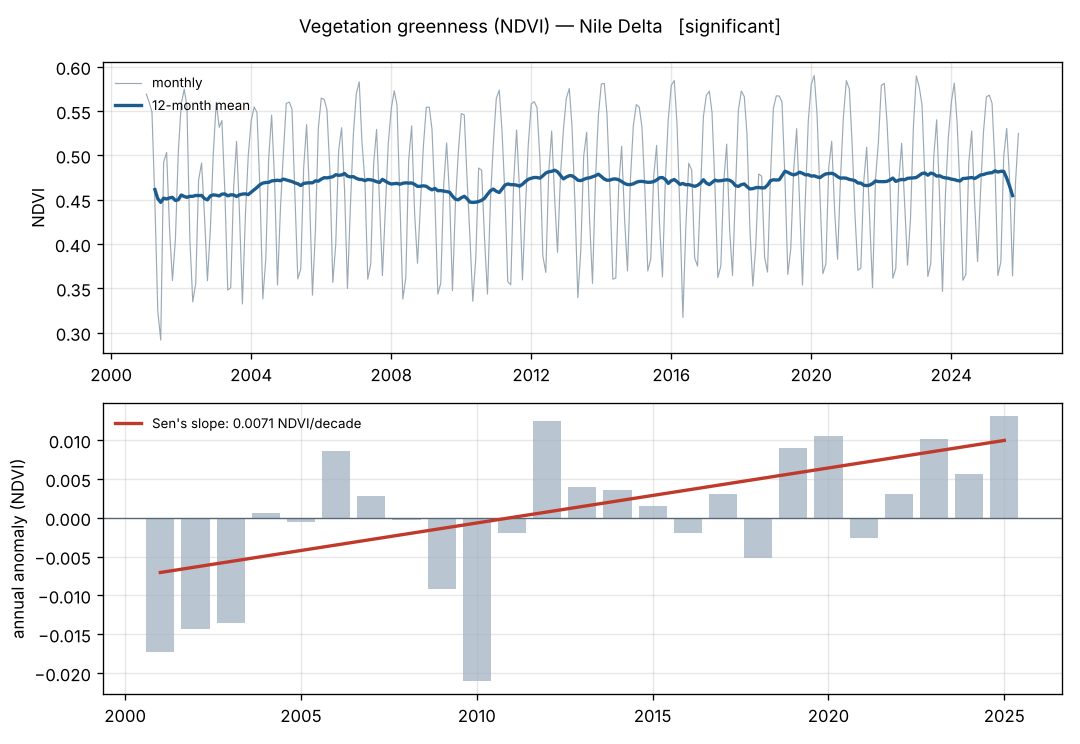 Vegetation greenness (NDVI) — Nile Delta   [significant]
0.60
0.55
0.50
0.45
0.40
0.35
0.30
NDVI
monthly
12-month mean
2000 2004 2008 2012 2016 2020 2024
0.010
0.005
0.000
−0.005
−0.010
−0.015
−0.020
annual anomaly (NDVI)
Sen's slope: 0.0071 NDVI/decade
2000 2005 2010 2015 2020 2025